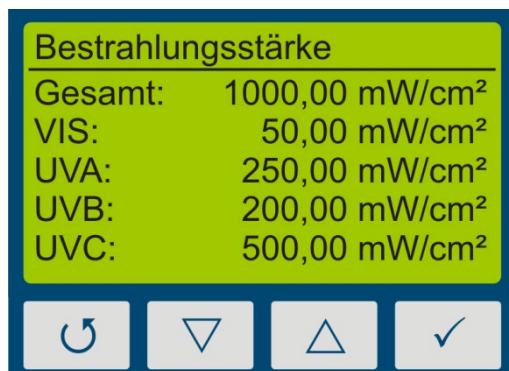 Bestrahlungsstärke
Gesamt: 1000,00 mW/cm²
VIS: 50,00 mW/cm²
UVA: 250,00 mW/cm²
UVB: 200,00 mW/cm²
UVC: 500,00 mW/cm²